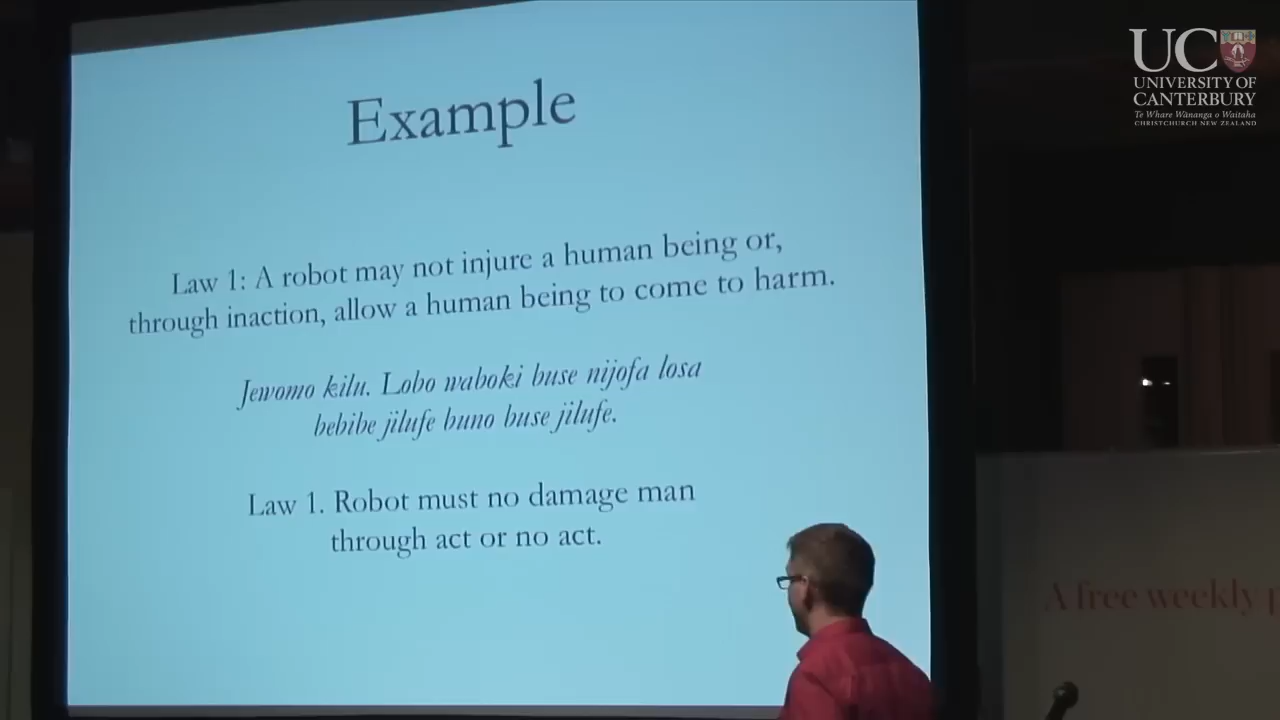 UC
UNIVERSITY OF
CANTERBURY
Te Whare Wānanga o Waitaha
CHRISTCHURCH NEW ZEALAND
Example
Law 1: A robot may not injure a human being or,
through inaction, allow a human being to come to harm.
Jewomo kilu. Lobo waboki buse nijofa losa
bebibe jilufe buno buse jilufe.
Law 1. Robot must no damage man
through act or no act.
A free weekly